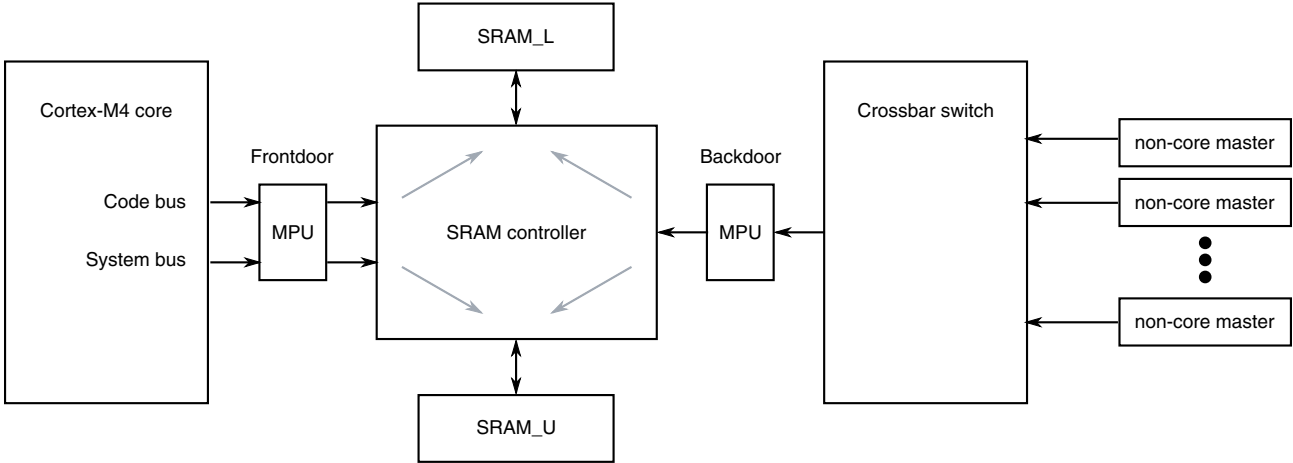 SRAM_L
Cortex-M4 core
Crossbar switch
Frontdoor
Backdoor
non-core master
Code bus
MPU
SRAM controller
MPU
non-core master
System bus
non-core master
SRAM_U